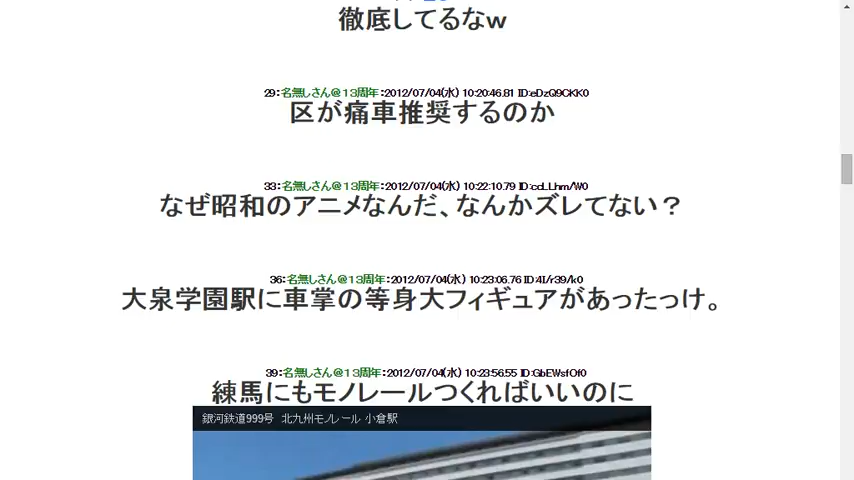 徹底してるなw
29：名無しさん＠13周年：2012/07/04(水) 10:20:46.81 ID:eDzQ9CKK0
区が痛車推奨するのか
33：名無しさん＠13周年：2012/07/04(水) 10:22:10.79 ID:ccLLhm/W0
なぜ昭和のアニメなんだ、なんかズレてない？
36：名無しさん＠13周年：2012/07/04(水) 10:23:06.76 ID:4I/r39/k0
大泉学園駅に車掌の等身大フィギュアがあったっけ。
39：名無しさん＠13周年：2012/07/04(水) 10:23:56.55 ID:GbEWsfOf0
練馬にもモノレールつくればいいのに
銀河鉄道999号 北九州モノレール 小倉駅